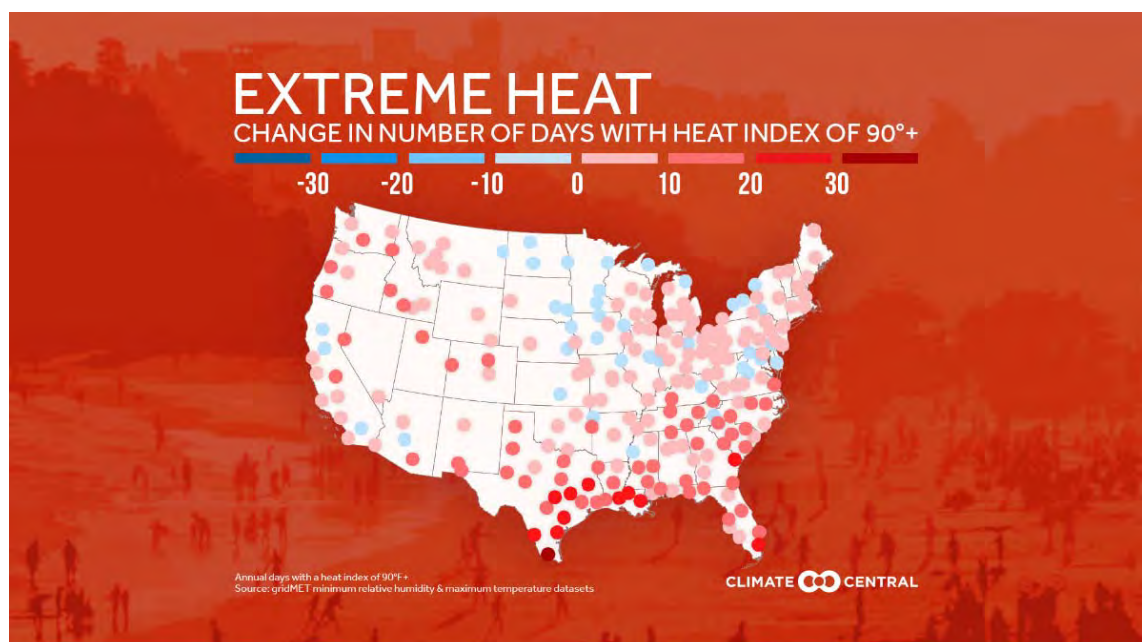 EXTREME HEAT
CHANGE IN NUMBER OF DAYS WITH HEAT INDEX OF 90°+
-30 -20 -10 0 10 20 30
Annual days with a heat index of 90°F+
Source: gridMET minimum relative humidity & maximum temperature datasets
CLIMATE CENTRAL